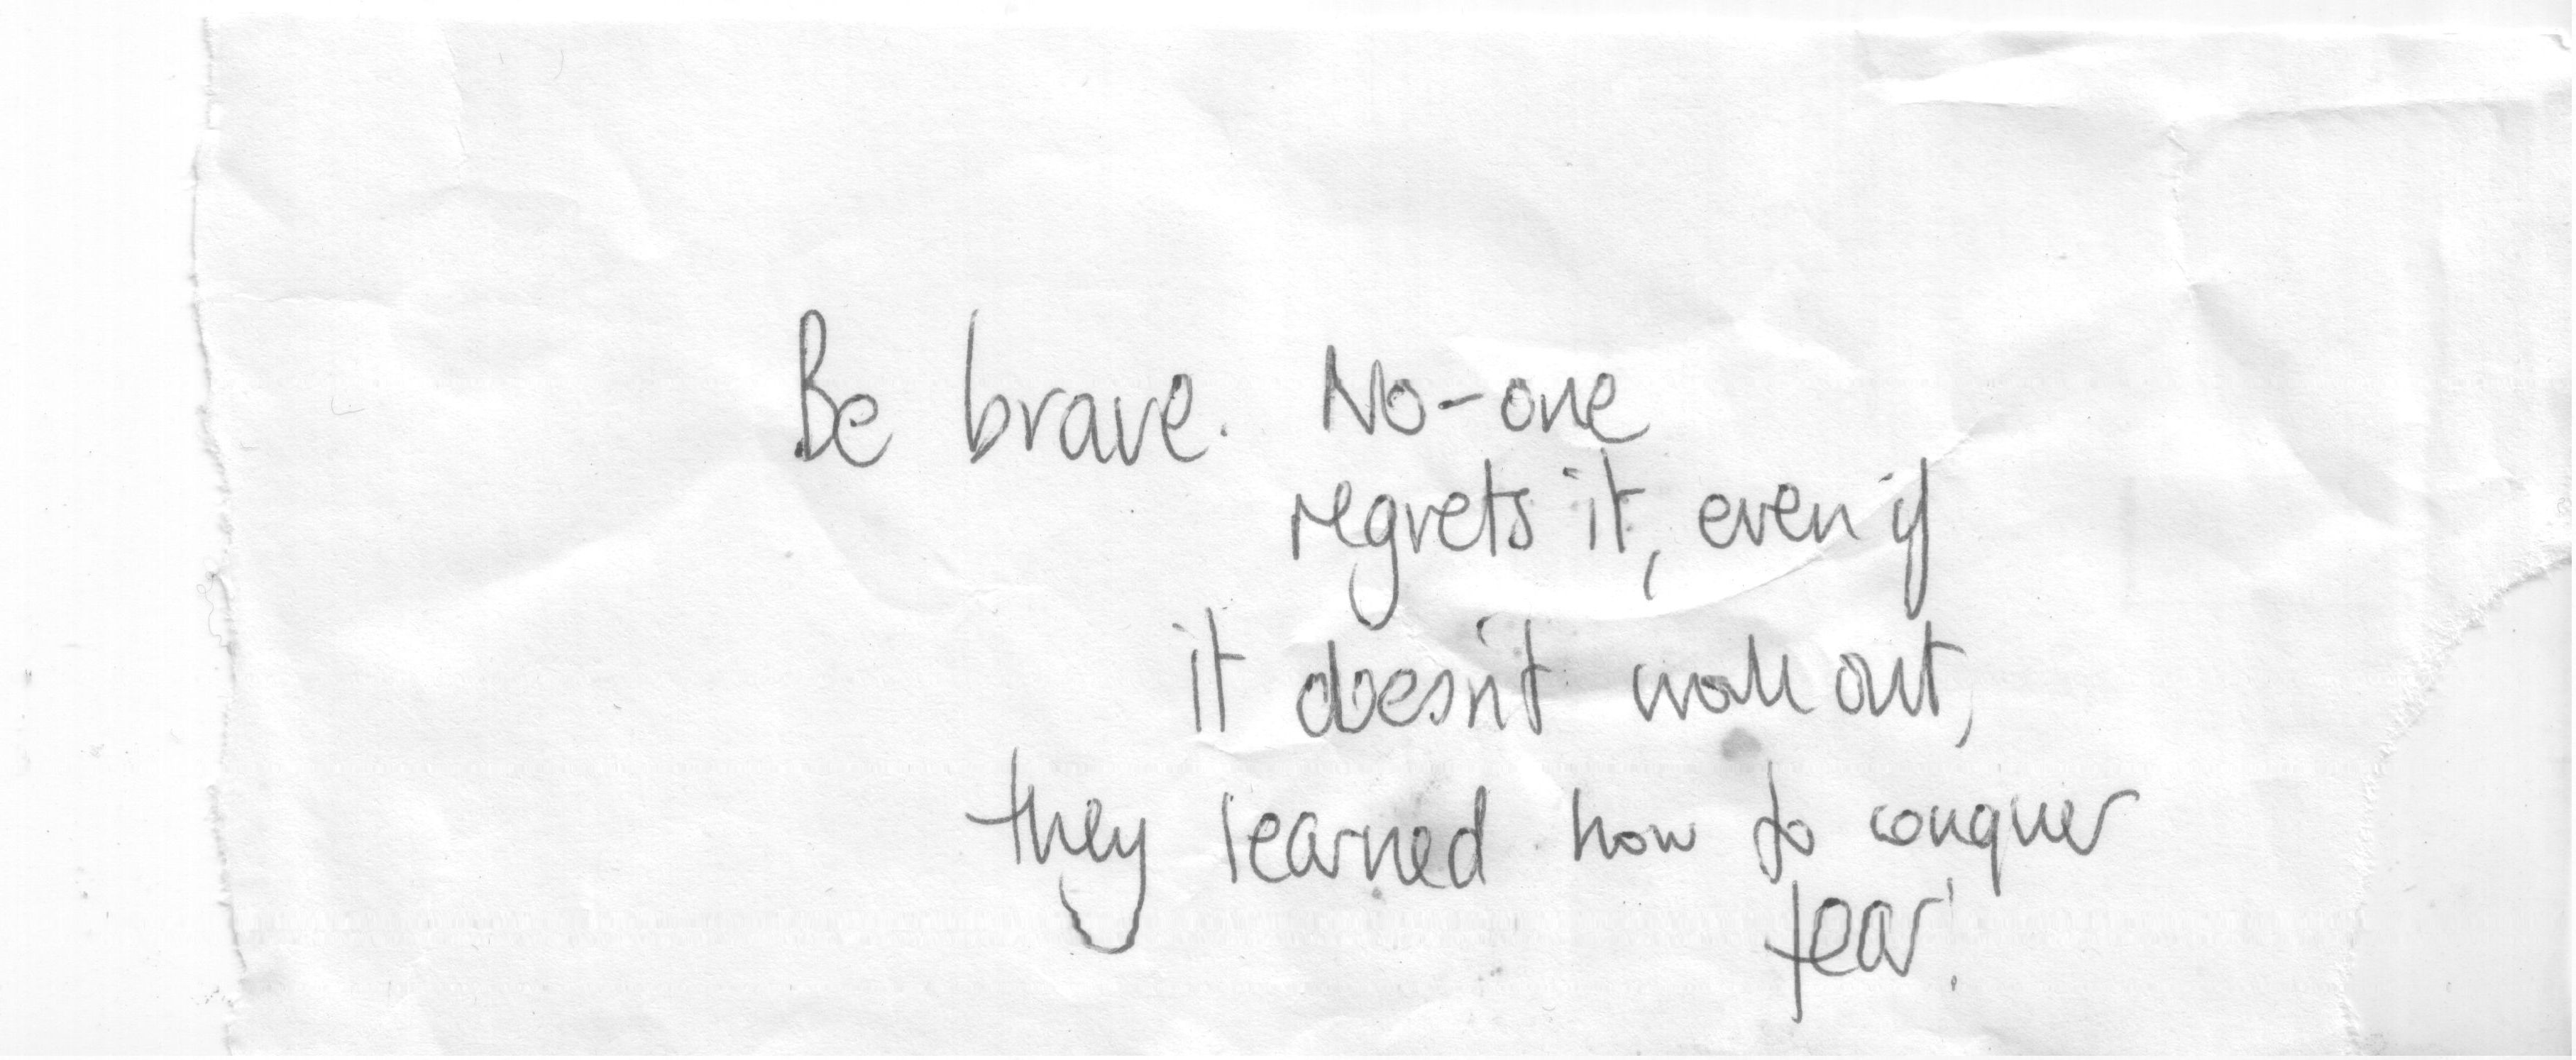 Be brave. No-one
regrets it, even if
it doesn't work out,
they learned how to conquer
fear!